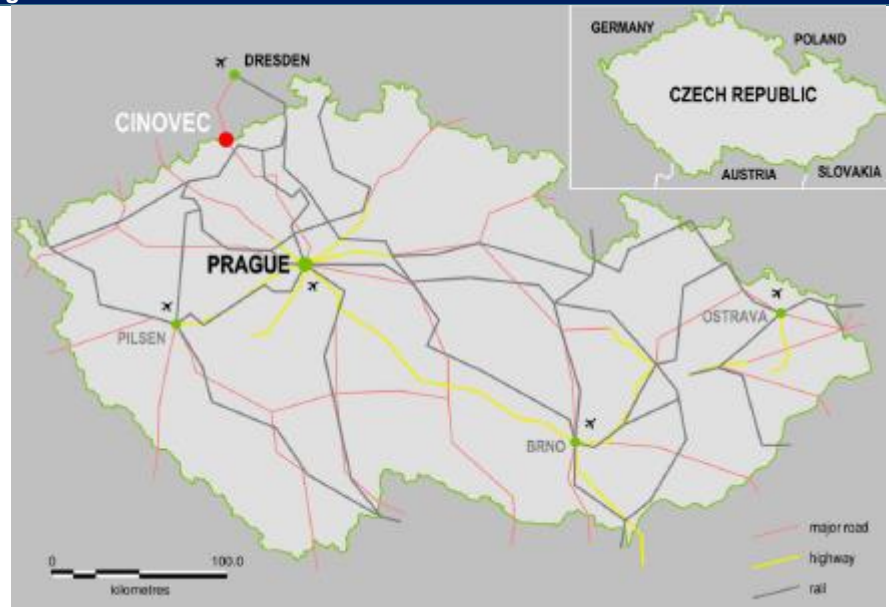 GERMANY
POLAND
CZECH REPUBLIC
AUSTRIA
SLOVAKIA
DRESDEN
CINOVEC
PRAGUE
PILSEN
OSTRAVA
BRNO
major road
highway
rail
0
100.0
kilometres